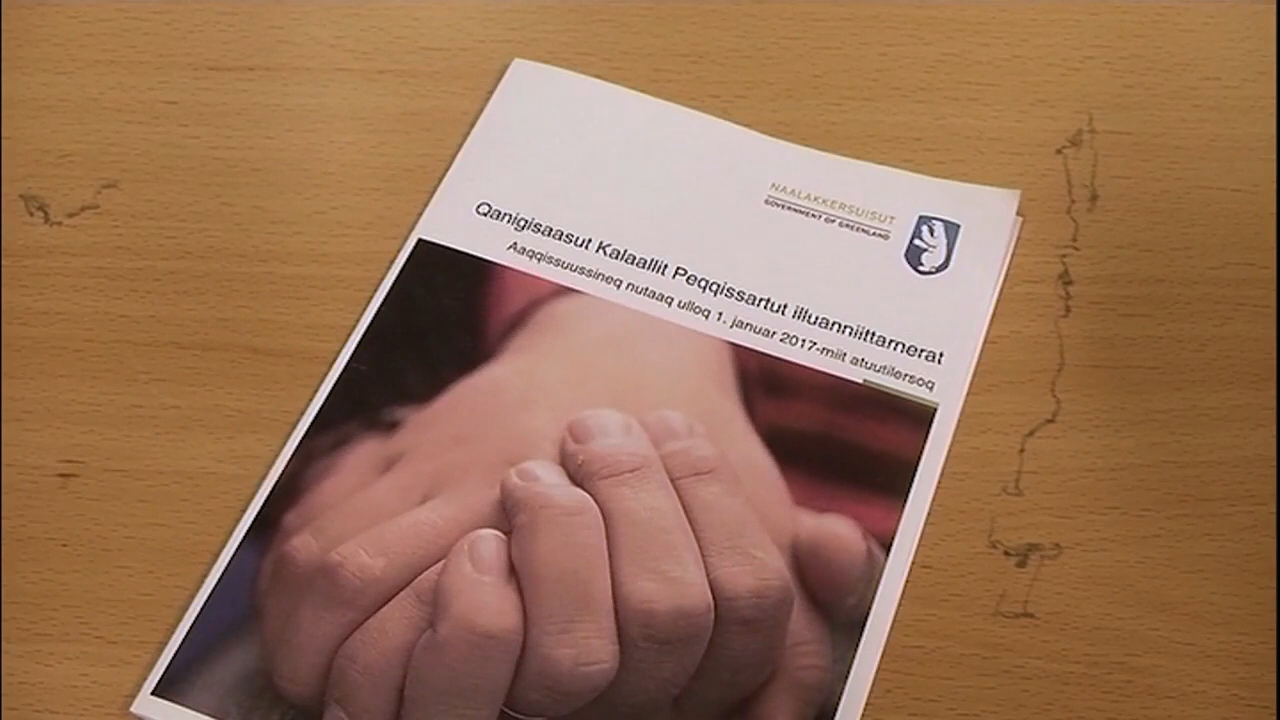 NAALAKKERSUISUT
GOVERNMENT OF GREENLAND
Qanigisaasut Kalaallit Peqqissartut illuanniittarnerat
Aaqqissuussineq nutaaq ulloq 1. januar 2017-miit atuutilersoq